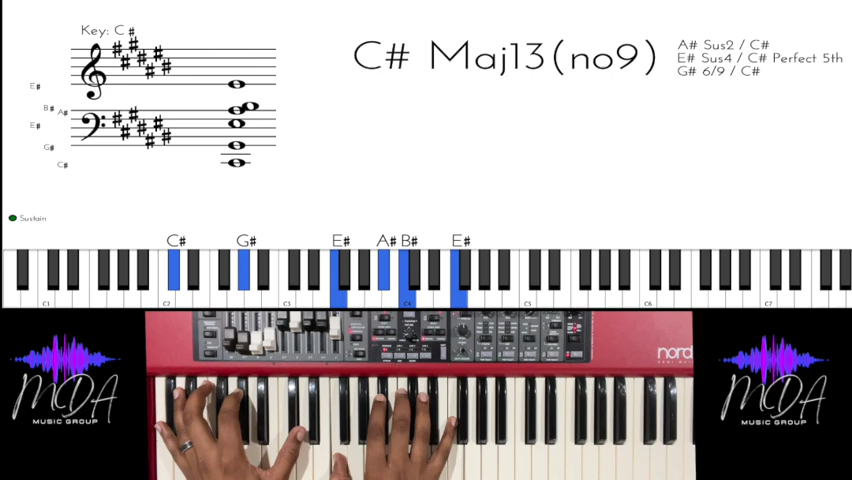 Key: C#
C# Maj13(no9)
A# Sus2 / C#
E# Sus4 / C# Perfect 5th
G# 6/9 / C#
E#
B#
A#
E#
G#
C#
Sustain
C# G# E# A# B# E#
C1 C2 C3 C4 C5 C6 C7
nord
MDA
MUSIC GROUP
MDA
MUSIC GROUP